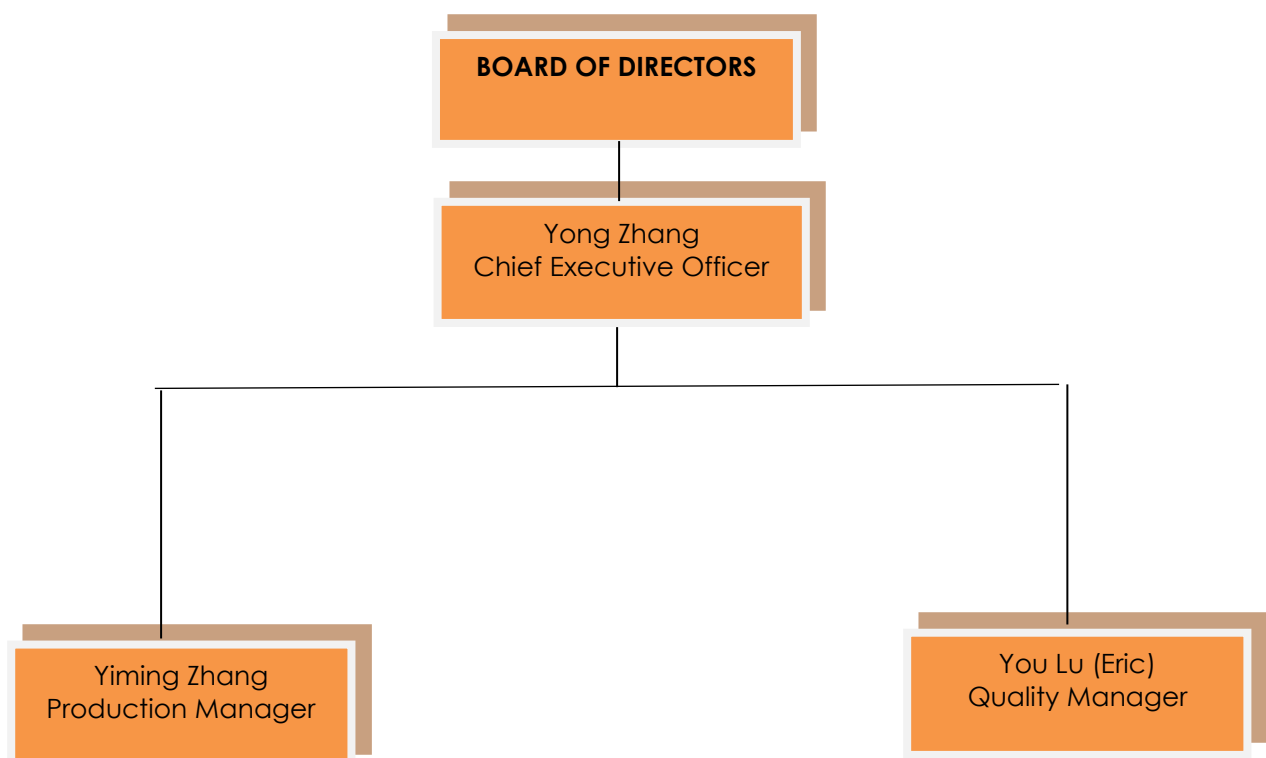 BOARD OF DIRECTORS
Yong Zhang
Chief Executive Officer
Yiming Zhang
Production Manager
You Lu (Eric)
Quality Manager